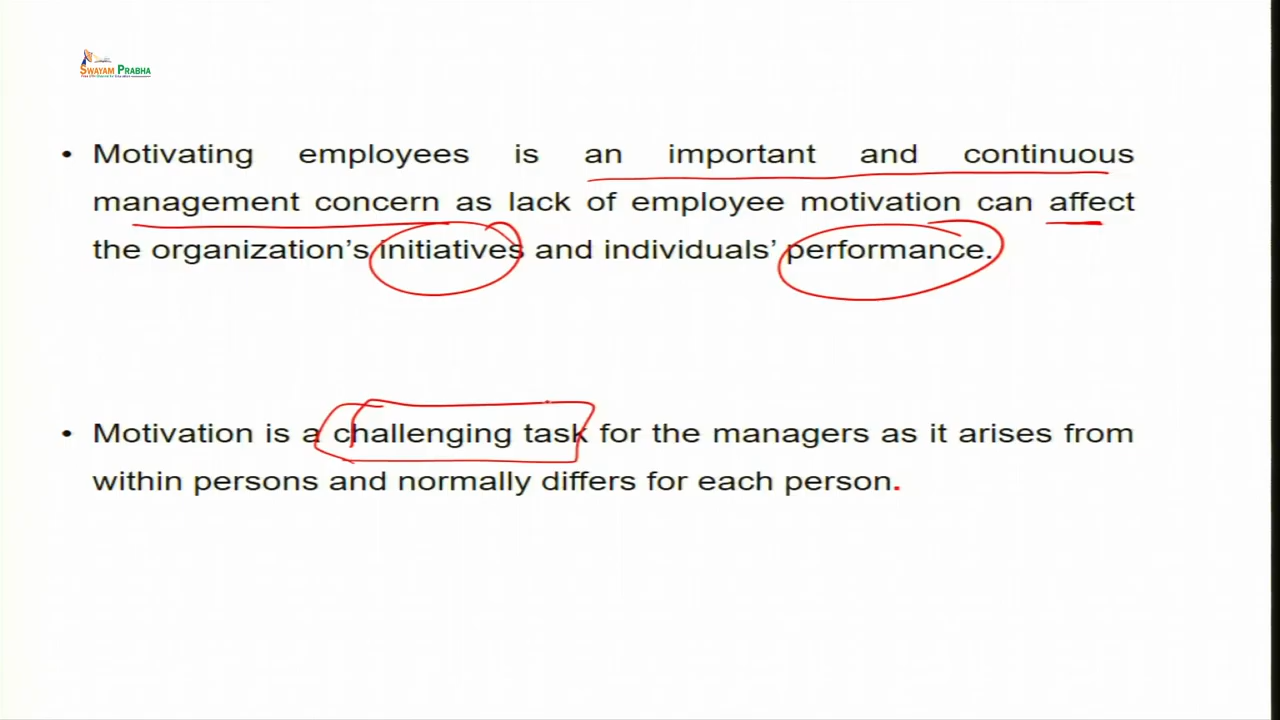 SWAYAM PRABHA
• Motivating employees is an important and continuous
management concern as lack of employee motivation can affect
the organization's initiatives and individuals' performance.
• Motivation is a challenging task for the managers as it arises from
within persons and normally differs for each person.